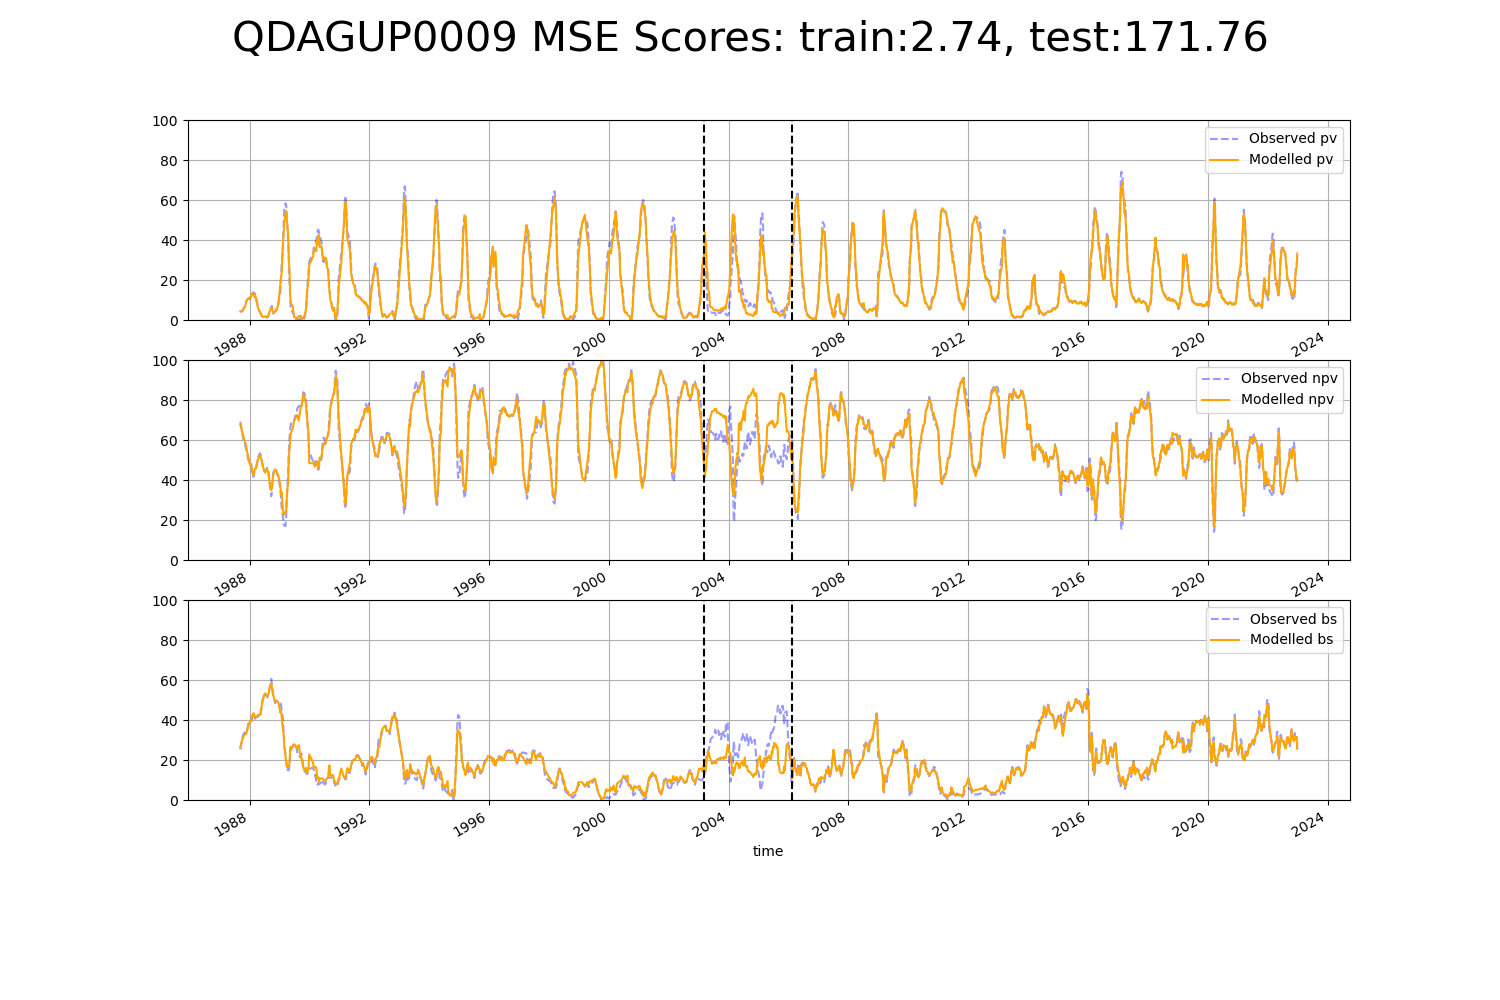 QDAGUP0009 MSE Scores: train:2.74, test:171.76
100
80
60
40
20
0
Observed pv
Modelled pv
1988 1992 1996 2000 2004 2008 2012 2016 2020 2024
100
80
60
40
20
0
Observed npv
Modelled npv
1988 1992 1996 2000 2004 2008 2012 2016 2020 2024
100
80
60
40
20
0
Observed bs
Modelled bs
1988 1992 1996 2000 2004 2008 2012 2016 2020 2024
time